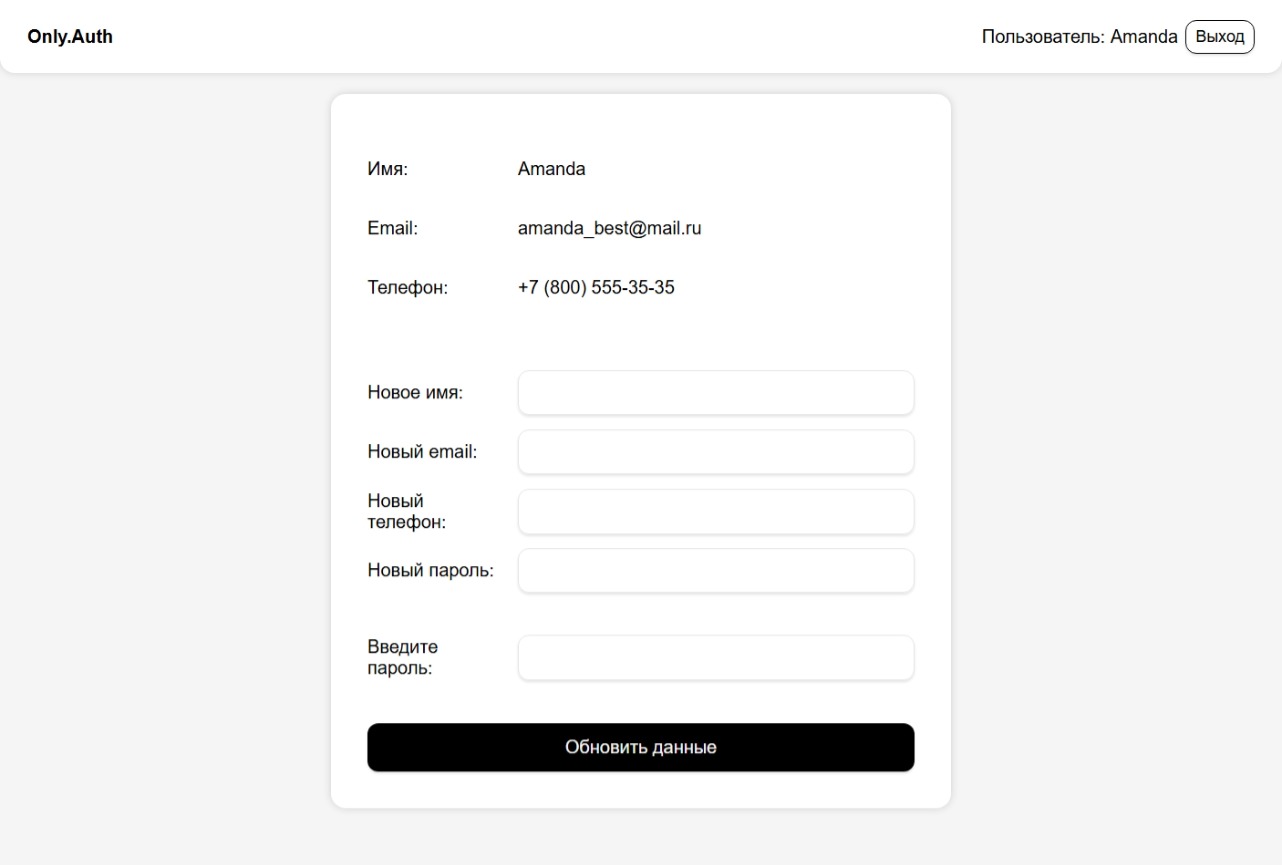 Only.Auth
Пользователь: Amanda Выход
Имя: Amanda
Email: amanda_best@mail.ru
Телефон: +7 (800) 555-35-35
Новое имя:
Новый email:
Новый
телефон:
Новый пароль:
Введите
пароль:
Обновить данные